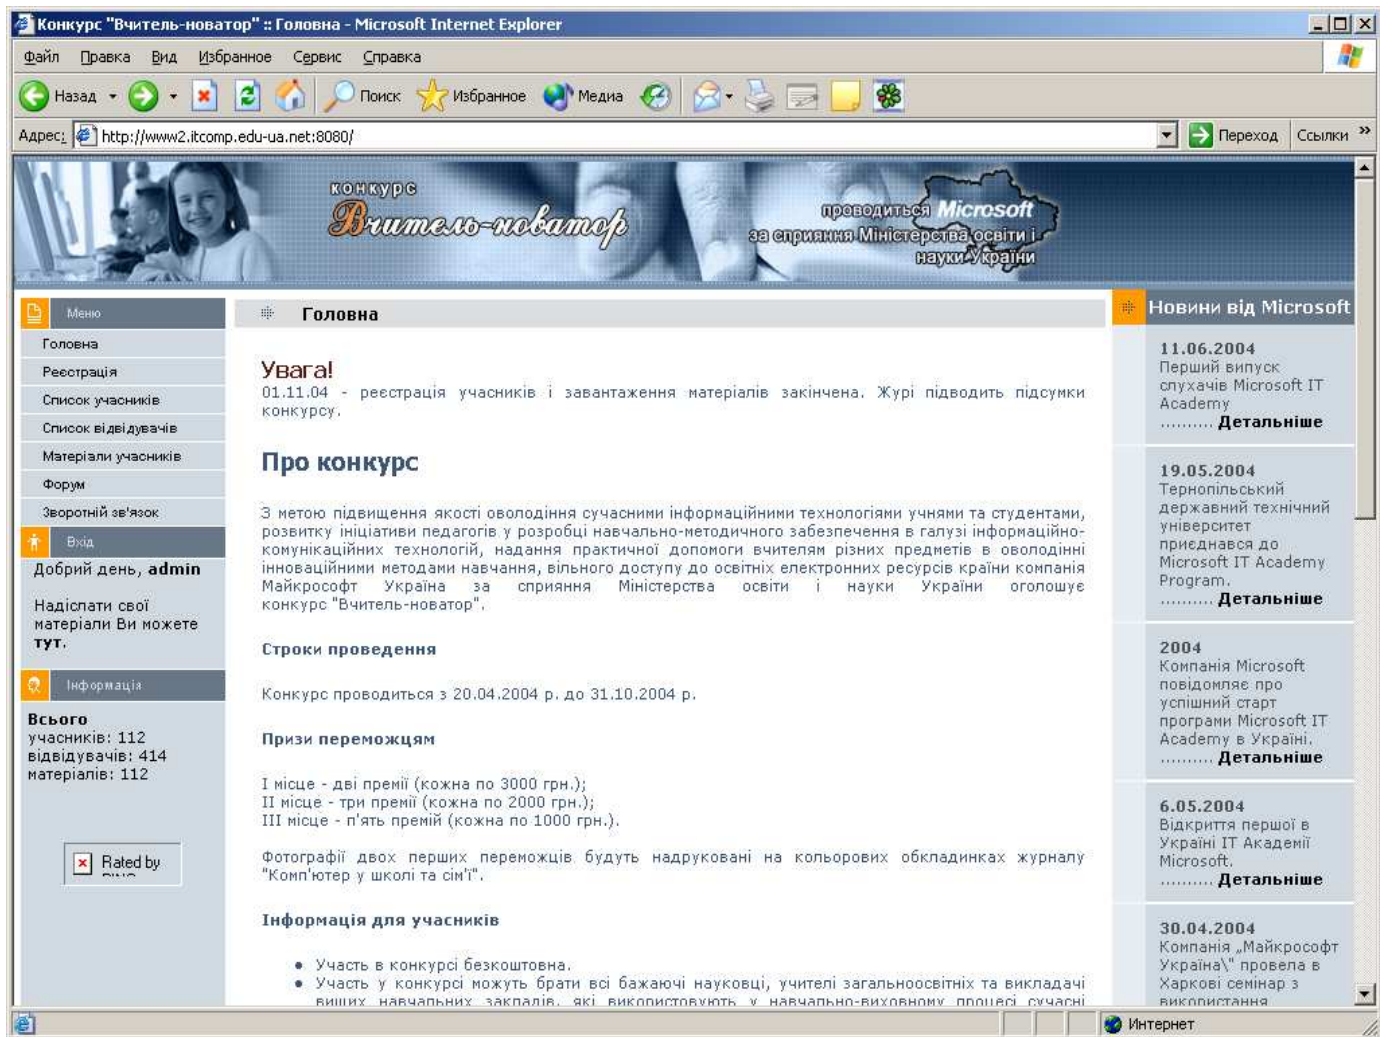 Конкурс "Вчитель-новатор" :: Головна - Microsoft Internet Explorer
Файл Правка Вид Избранное Сервис Справка
Назад Поиск Избранное Медиа
Адрес: http://www2.itcomp.edu-ua.net:8080/ Переход Ссылки »
конкурс
Вчитель-новатор
проводиться Microsoft
за сприяння Міністерства освіти і
науки України
Меню
Головна
Реєстрація
Список учасників
Список відвідувачів
Матеріали учасників
Форум
Зворотній зв'язок
Вхід
Добрий день, admin
Надіслати свої
матеріали Ви можете
тут.
Інформація
Всього
учасників: 112
відвідувачів: 414
матеріалів: 112
Rated by
Головна
Увага!
01.11.04 - реєстрація учасників і завантаження матеріалів закінчена. Журі підводить підсумки
конкурсу.
Про конкурс
З метою підвищення якості оволодіння сучасними інформаційними технологіями учнями та студентами,
розвитку ініціативи педагогів у розробці навчально-методичного забезпечення в галузі інформаційно-
комунікаційних технологій, надання практичної допомоги вчителям різних предметів в оволодінні
інноваційними методами навчання, вільного доступу до освітніх електронних ресурсів країни компанія
Майкрософт Україна за сприяння Міністерства освіти і науки України оголошує
конкурс "Вчитель-новатор".
Строки проведення
Конкурс проводиться з 20.04.2004 р. до 31.10.2004 р.
Призи переможцям
I місце - дві премії (кожна по 3000 грн.);
II місце - три премії (кожна по 2000 грн.);
III місце - п'ять премій (кожна по 1000 грн.).
Фотографії двох перших переможців будуть надруковані на кольорових обкладинках журналу
"Комп'ютер у школі та сім'ї".
Інформація для учасників
● Участь в конкурсі безкоштовна.
● Участь у конкурсі можуть брати всі бажаючі науковці, учителі загальноосвітніх та викладачі
вищих навчальних закладів, які використовують у навчально-виховному процесі сучасні
Новини від Microsoft
11.06.2004
Перший випуск
слухачів Microsoft IT
Academy
.......... Детальніше
19.05.2004
Тернопільський
державний технічний
університет
приєднався до
Microsoft IT Academy
Program.
.......... Детальніше
2004
Компанія Microsoft
повідомляє про
успішний старт
програми Microsoft IT
Academy в Україні.
.......... Детальніше
6.05.2004
Відкриття першої в
Україні IT Академії
Microsoft.
.......... Детальніше
30.04.2004
Компанія „Майкрософт
Україна\" провела в
Харкові семінар з
використання
Интернет